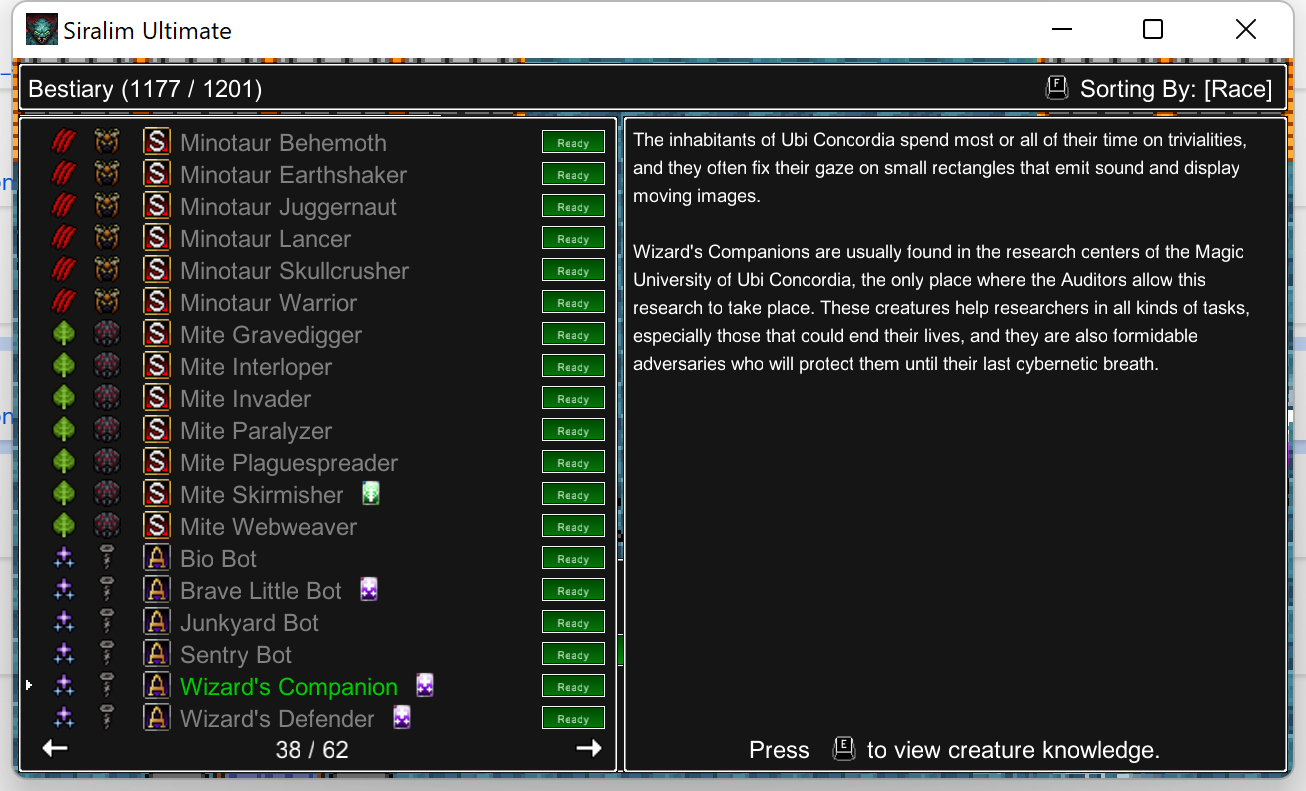 Siralim Ultimate
Bestiary (1177 / 1201)
F Sorting By: [Race]
S Minotaur Behemoth Ready
S Minotaur Earthshaker Ready
S Minotaur Juggernaut Ready
S Minotaur Lancer Ready
S Minotaur Skullcrusher Ready
S Minotaur Warrior Ready
S Mite Gravedigger Ready
S Mite Interloper Ready
S Mite Invader Ready
S Mite Paralyzer Ready
S Mite Plaguespreader Ready
S Mite Skirmisher Ready
S Mite Webweaver Ready
A Bio Bot Ready
A Brave Little Bot Ready
A Junkyard Bot Ready
A Sentry Bot Ready
A Wizard's Companion Ready
A Wizard's Defender Ready
38 / 62
The inhabitants of Ubi Concordia spend most or all of their time on trivialities,
and they often fix their gaze on small rectangles that emit sound and display
moving images.
Wizard's Companions are usually found in the research centers of the Magic
University of Ubi Concordia, the only place where the Auditors allow this
research to take place. These creatures help researchers in all kinds of tasks,
especially those that could end their lives, and they are also formidable
adversaries who will protect them until their last cybernetic breath.
Press E to view creature knowledge.